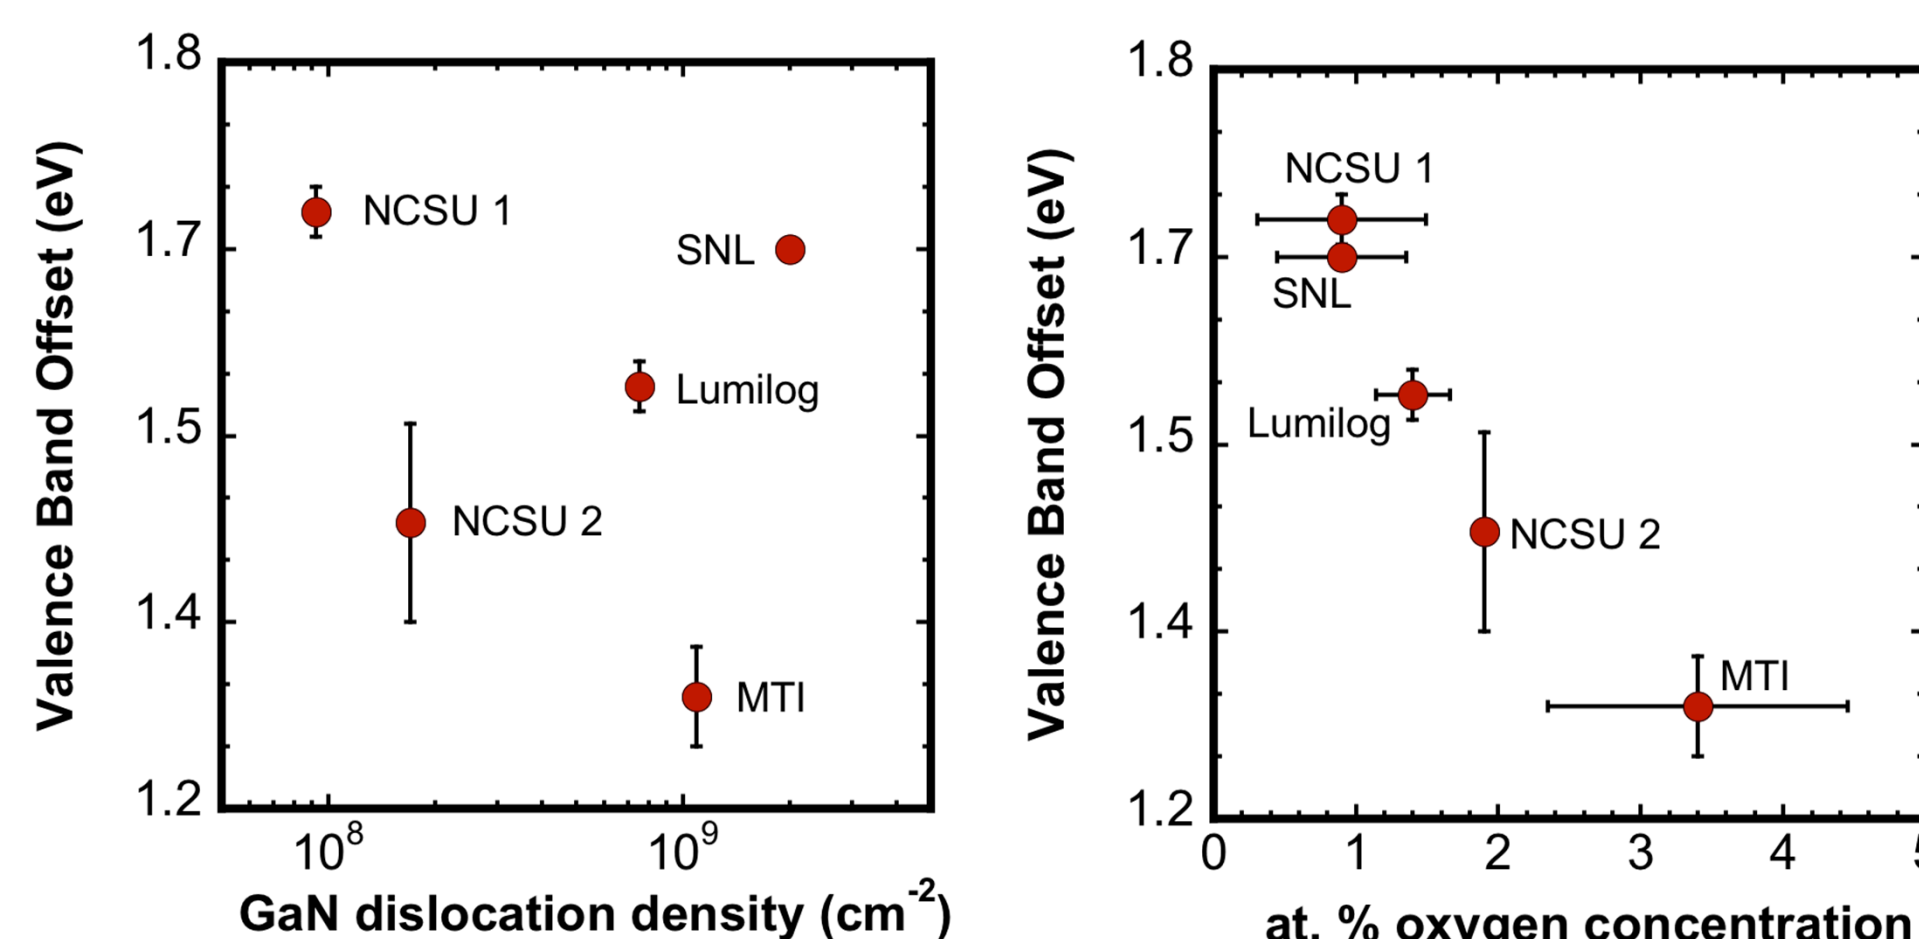 1.8
1.7
1.5
1.4
1.2
Valence Band Offset (eV)
NCSU 1
SNL
Lumilog
NCSU 2
MTI
10^8
10^9
GaN dislocation density (cm^-2)
1.8
1.7
1.5
1.4
1.2
Valence Band Offset (eV)
NCSU 1
SNL
Lumilog
NCSU 2
MTI
0 1 2 3 4
at. % oxygen concentration